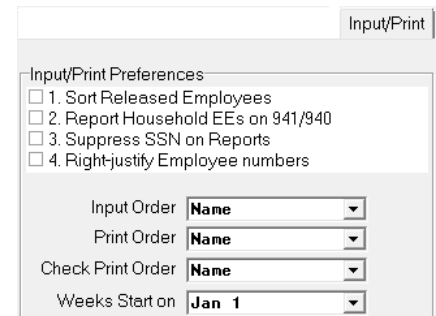 Input/Print
Input/Print Preferences
1. Sort Released Employees
2. Report Household EEs on 941/940
3. Suppress SSN on Reports
4. Right-justify Employee numbers
Input Order Name
Print Order Name
Check Print Order Name
Weeks Start on Jan 1